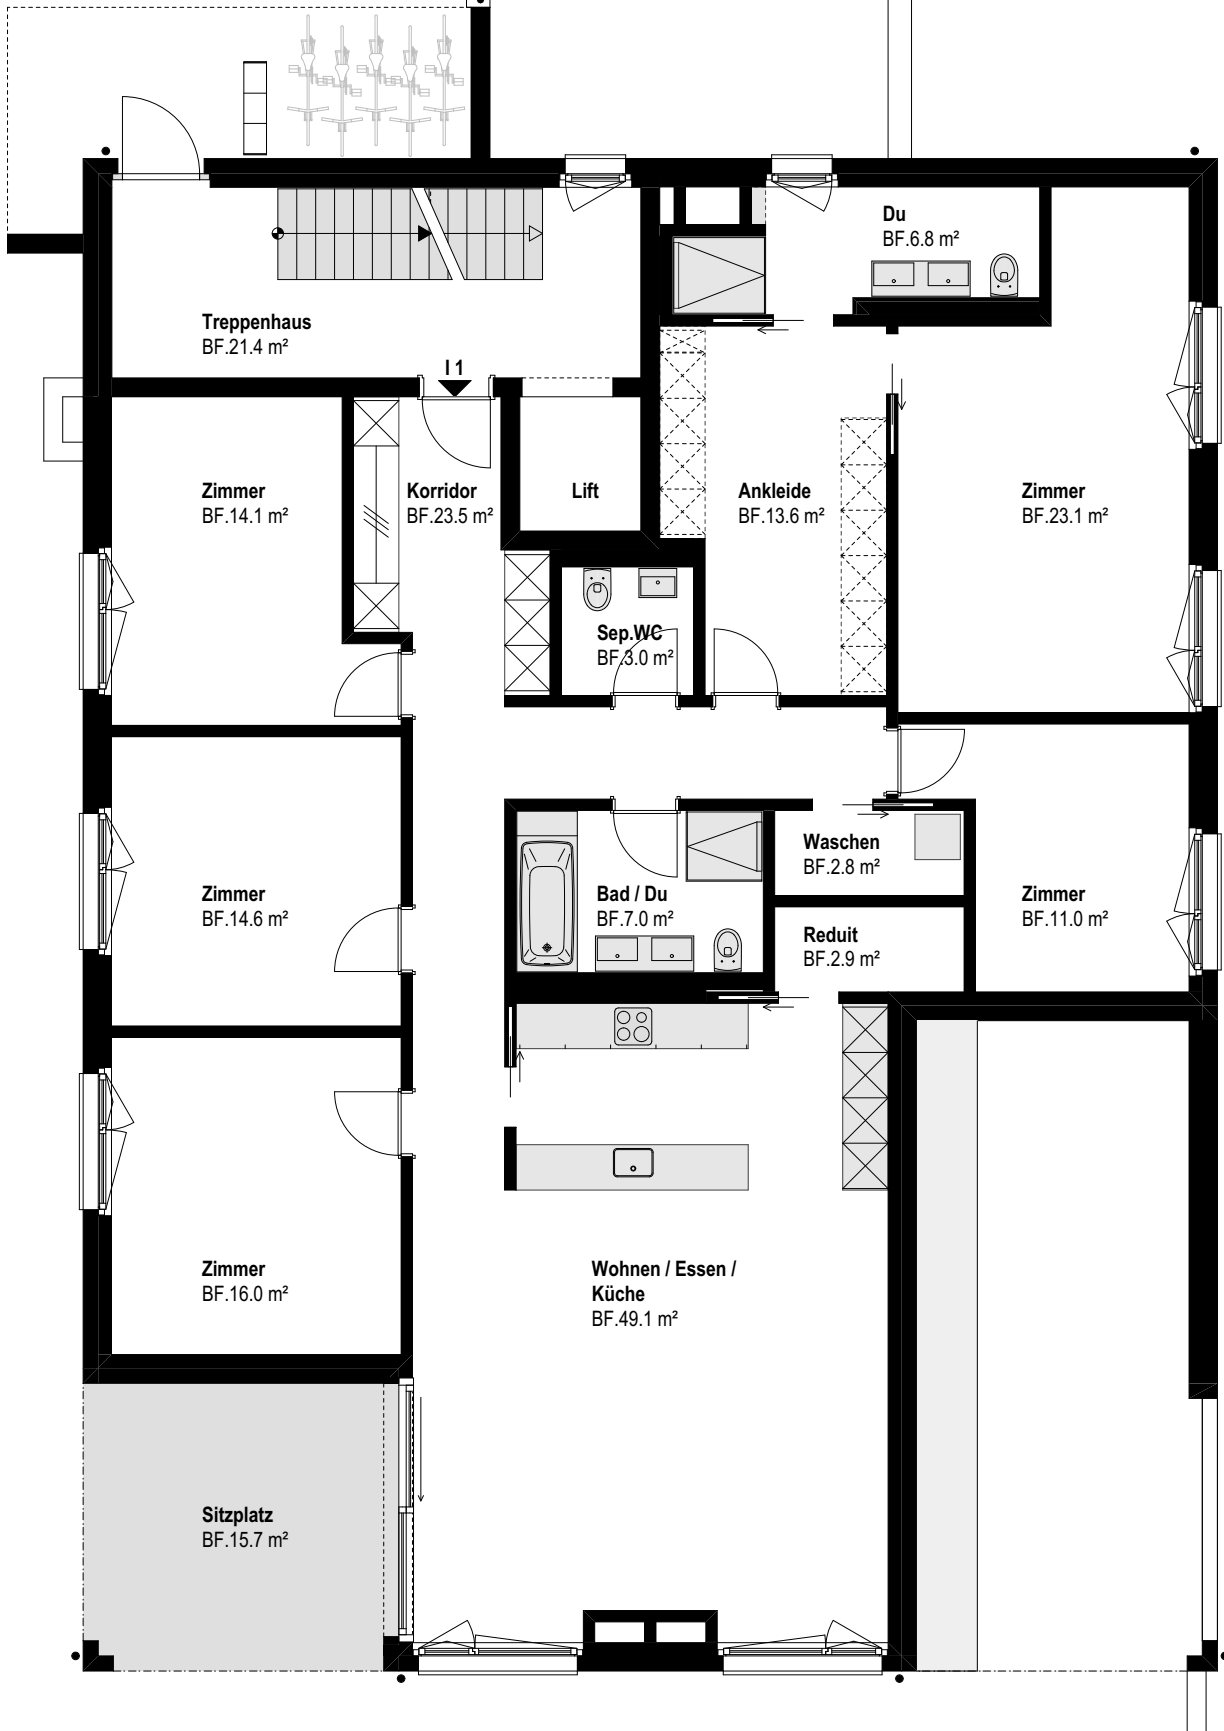 Du
BF.6.8 m²
Treppenhaus
BF.21.4 m²
I 1
Zimmer
BF.14.1 m²
Korridor
BF.23.5 m²
Lift
Ankleide
BF.13.6 m²
Zimmer
BF.23.1 m²
Sep.WC
BF.3.0 m²
Waschen
BF.2.8 m²
Zimmer
BF.14.6 m²
Bad / Du
BF.7.0 m²
Zimmer
BF.11.0 m²
Reduit
BF.2.9 m²
Zimmer
BF.16.0 m²
Wohnen / Essen /
Küche
BF.49.1 m²
Sitzplatz
BF.15.7 m²